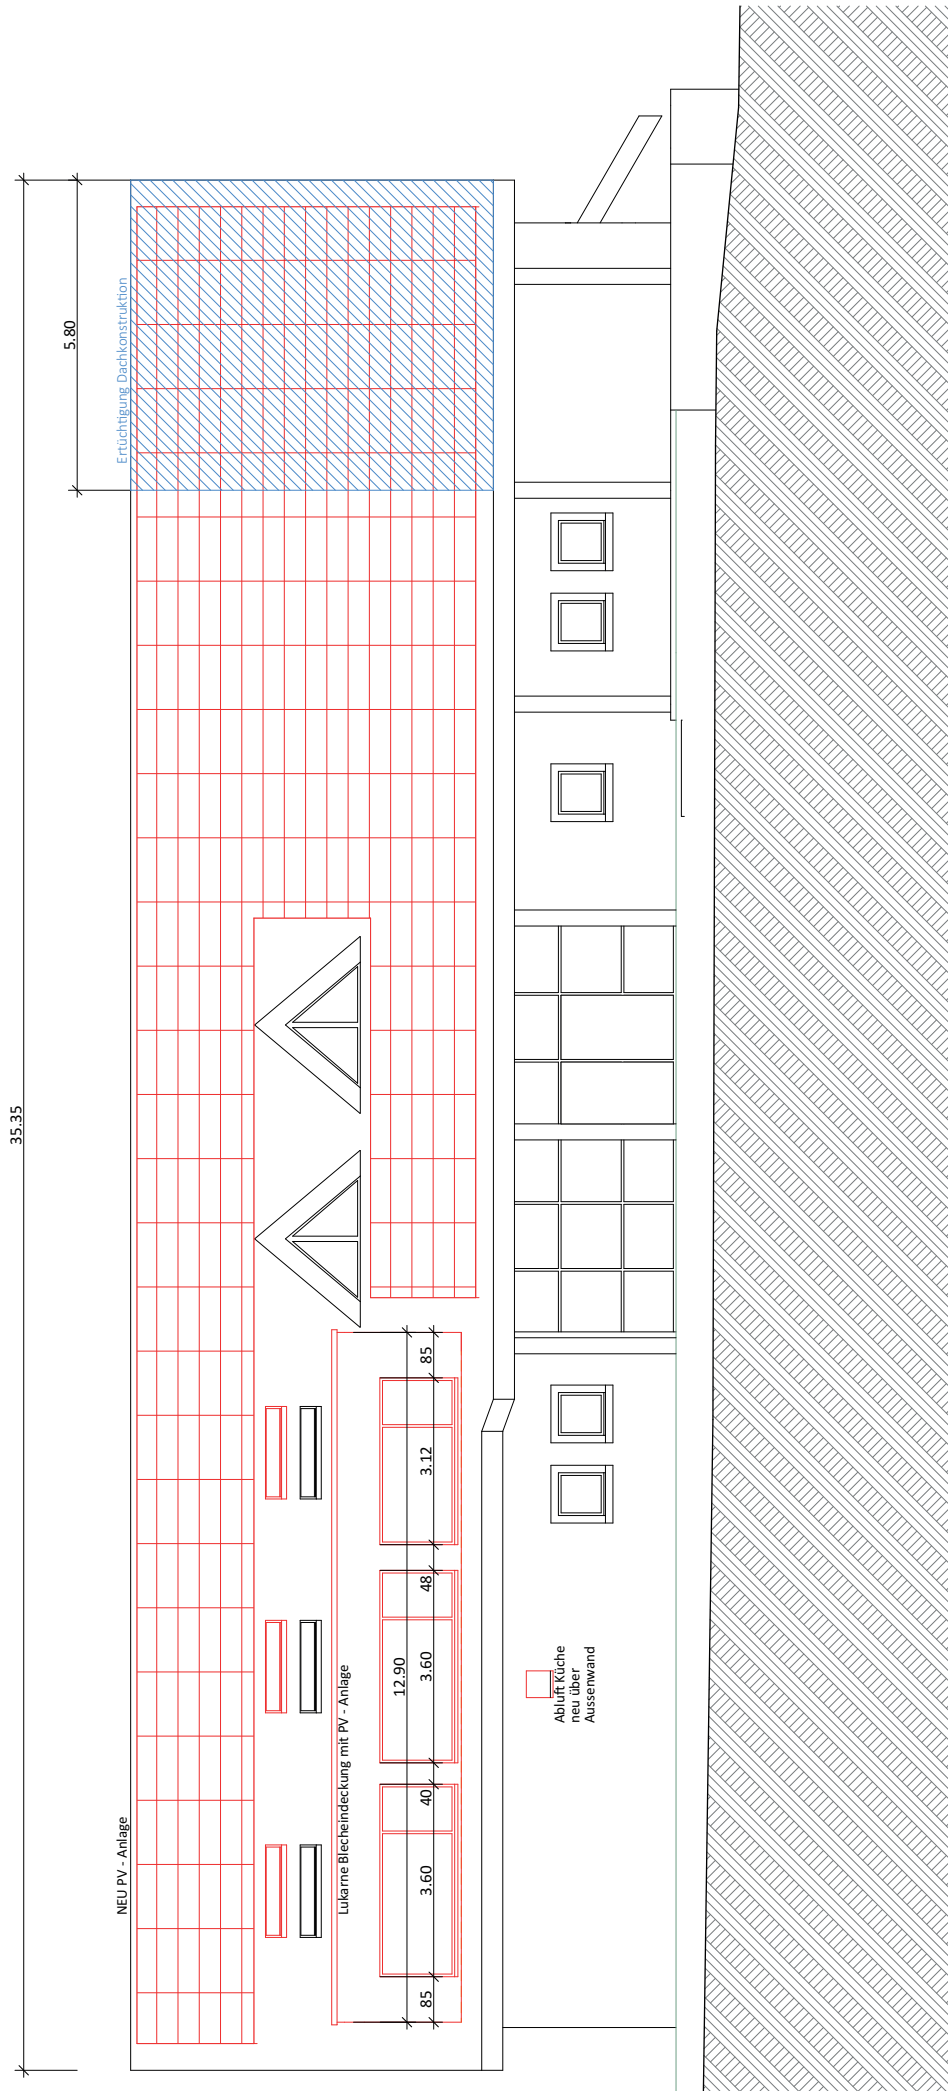 35.35
5.80
Ertüchtigung Dachkonstruktion
NEU PV - Anlage
Lukarne Blecheindeckung mit PV - Anlage
12.90
85
3.60
40
3.60
48
3.12
85
Abluft Küche
neu über
Aussenwand